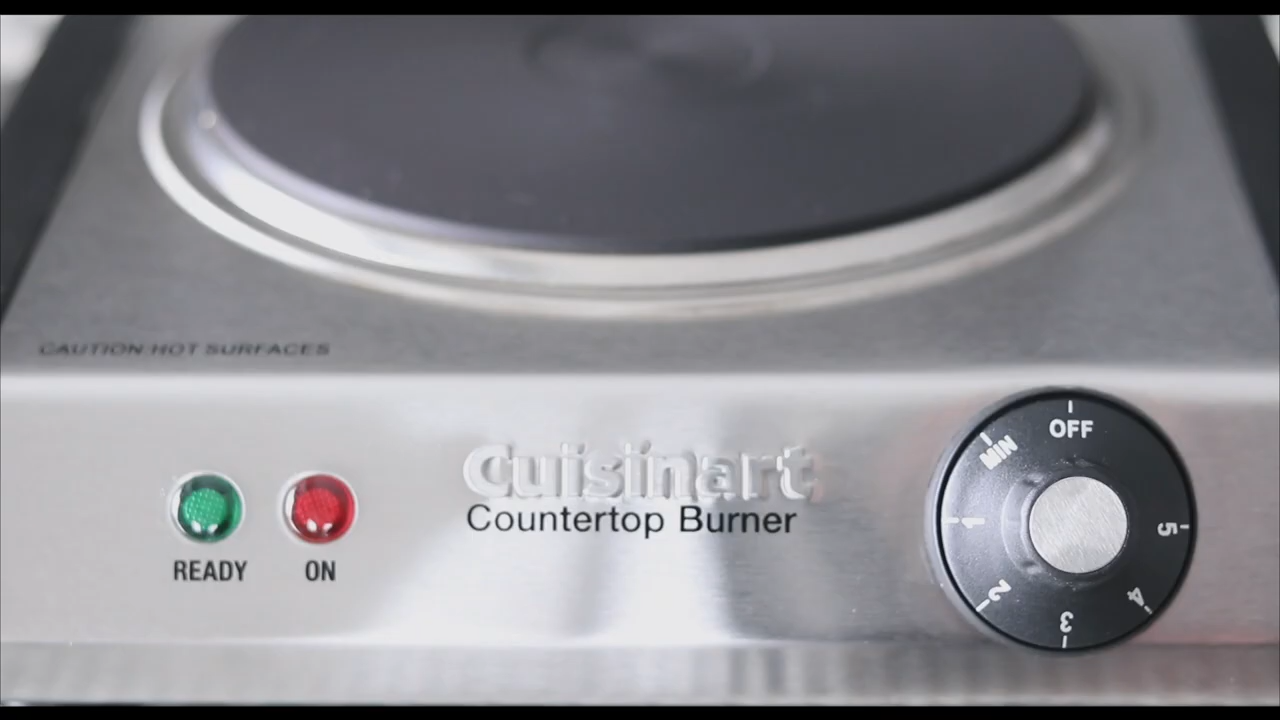 CAUTION HOT SURFACES
Cuisinart
Countertop Burner
READY
ON
OFF
MIN
1
2
3
4
5